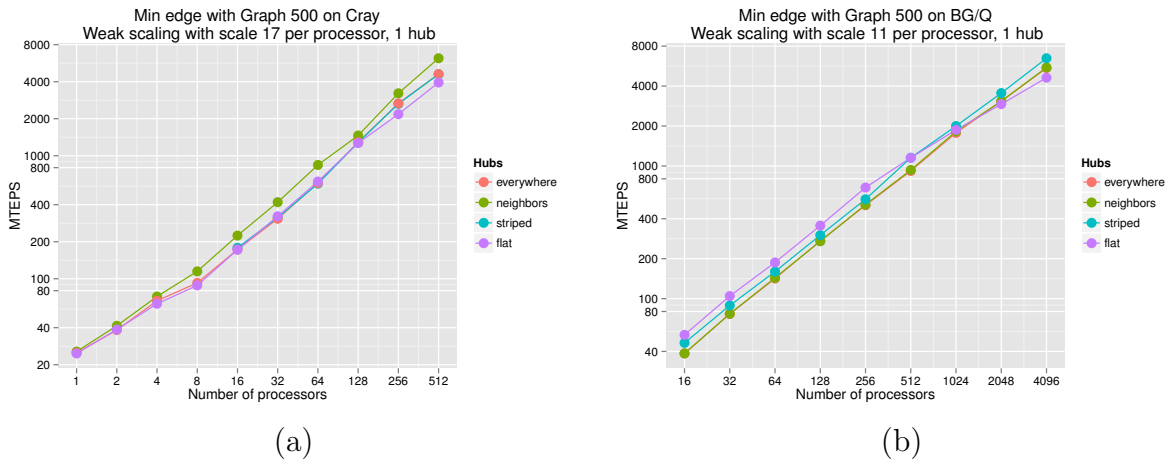 Min edge with Graph 500 on Cray
Weak scaling with scale 17 per processor, 1 hub
8000
4000
2000
1000
800
400
200
100
80
40
20
MTEPS
1 2 4 8 16 32 64 128 256 512
Number of processors
Hubs
everywhere
neighbors
striped
flat
(a)
Min edge with Graph 500 on BG/Q
Weak scaling with scale 11 per processor, 1 hub
8000
4000
2000
1000
800
400
200
100
80
40
MTEPS
16 32 64 128 256 512 1024 2048 4096
Number of processors
Hubs
everywhere
neighbors
striped
flat
(b)